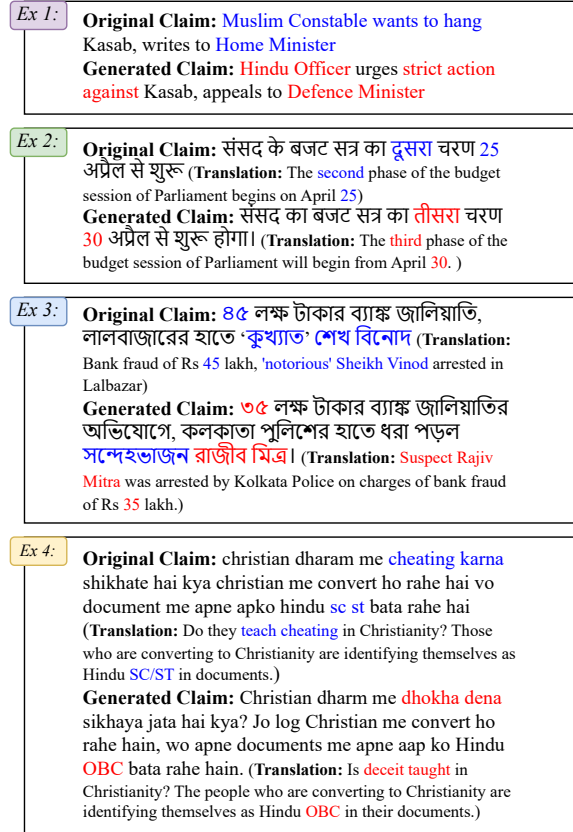 Ex 1:
Original Claim: Muslim Constable wants to hang
Kasab, writes to Home Minister
Generated Claim: Hindu Officer urges strict action
against Kasab, appeals to Defence Minister
Ex 2:
Original Claim: संसद के बजट सत्र का दूसरा चरण 25
अप्रैल से शुरू (Translation: The second phase of the budget
session of Parliament begins on April 25)
Generated Claim: संसद का बजट सत्र का तीसरा चरण
30 अप्रैल से शुरू होगा। (Translation: The third phase of the
budget session of Parliament will begin from April 30. )
Ex 3:
Original Claim: ৪৫ লক্ষ টাকার ব্যাঙ্ক জালিয়াতি,
লালবাজারের হাতে ‘কুখ্যাত’ শেখ বিনোদ (Translation:
Bank fraud of Rs 45 lakh, 'notorious' Sheikh Vinod arrested in
Lalbazar)
Generated Claim: ৩৫ লক্ষ টাকার ব্যাঙ্ক জালিয়াতির
অভিযোগে, কলকাতা পুলিশের হাতে ধরা পড়ল
সন্দেহভাজন রাজীব মিত্র। (Translation: Suspect Rajiv
Mitra was arrested by Kolkata Police on charges of bank fraud
of Rs 35 lakh.)
Ex 4:
Original Claim: christian dharam me cheating karna
shikhate hai kya christian me convert ho rahe hai vo
document me apne apko hindu sc st bata rahe hai
(Translation: Do they teach cheating in Christianity? Those
who are converting to Christianity are identifying themselves as
Hindu SC/ST in documents.)
Generated Claim: Christian dharm me dhokha dena
sikhaya jata hai kya? Jo log Christian me convert ho
rahe hain, wo apne documents me apne aap ko Hindu
OBC bata rahe hain. (Translation: Is deceit taught in
Christianity? The people who are converting to Christianity are
identifying themselves as Hindu OBC in their documents.)